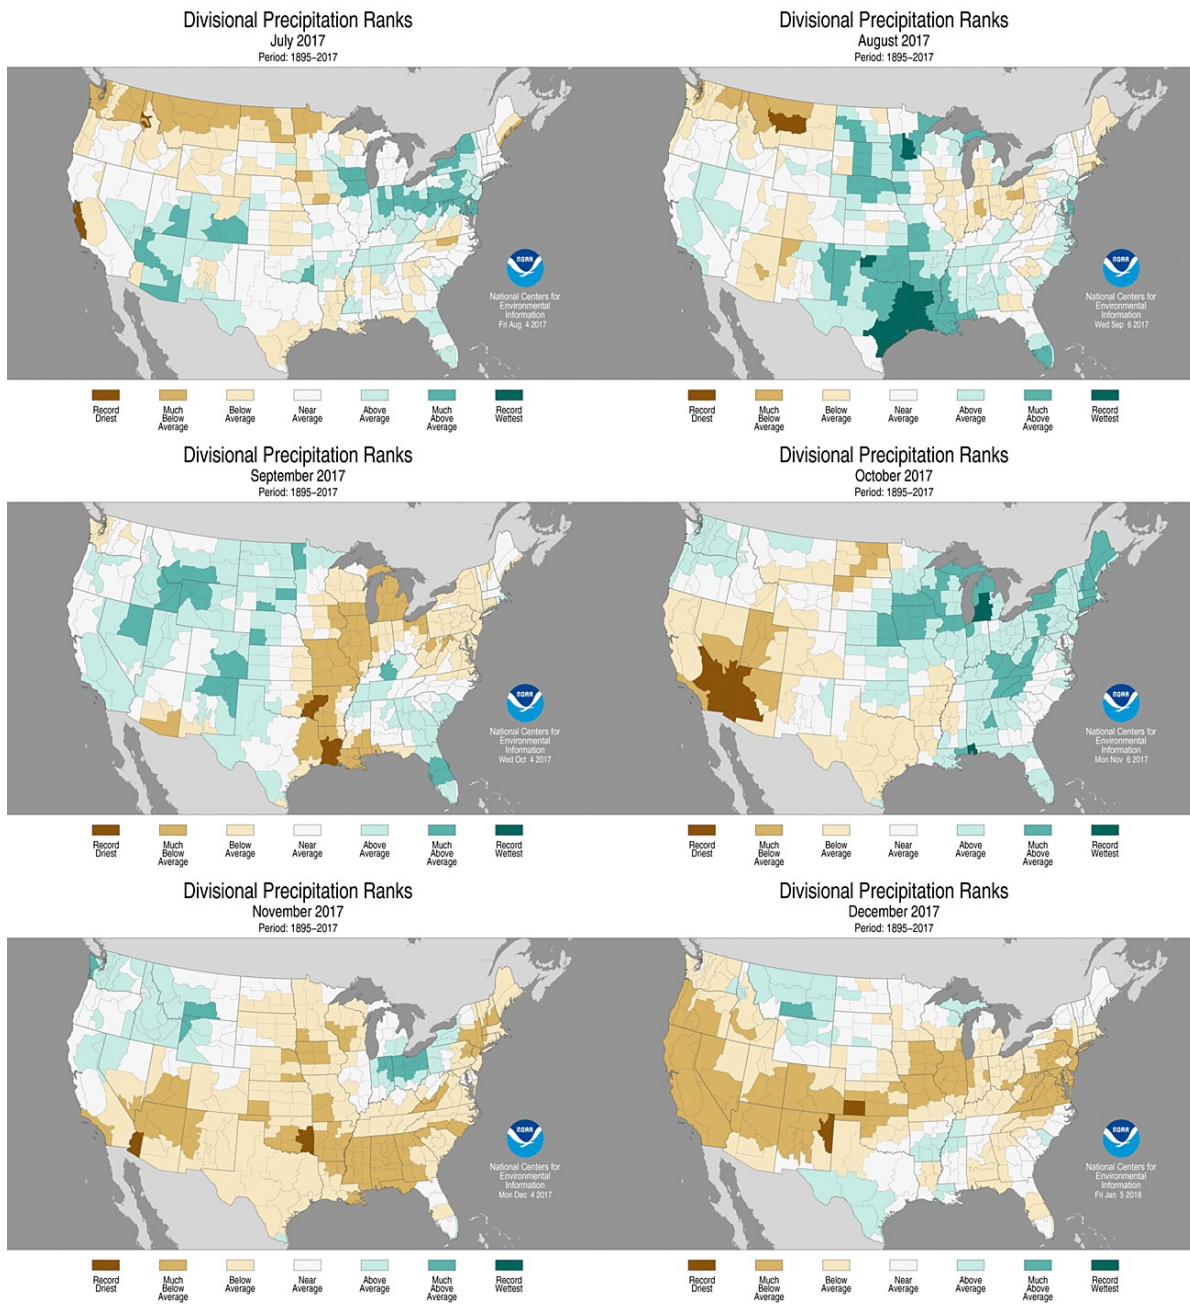 Divisional Precipitation Ranks
July 2017
Period: 1895–2017
NOAA
National Centers for
Environmental
Information
Fri Aug 4 2017
Record
Driest
Much
Below
Average
Below
Average
Near
Average
Above
Average
Much
Above
Average
Record
Wettest
Divisional Precipitation Ranks
August 2017
Period: 1895–2017
NOAA
National Centers for
Environmental
Information
Wed Sep 6 2017
Record
Driest
Much
Below
Average
Below
Average
Near
Average
Above
Average
Much
Above
Average
Record
Wettest
Divisional Precipitation Ranks
September 2017
Period: 1895–2017
NOAA
National Centers for
Environmental
Information
Wed Oct 4 2017
Record
Driest
Much
Below
Average
Below
Average
Near
Average
Above
Average
Much
Above
Average
Record
Wettest
Divisional Precipitation Ranks
October 2017
Period: 1895–2017
NOAA
National Centers for
Environmental
Information
Mon Nov 6 2017
Record
Driest
Much
Below
Average
Below
Average
Near
Average
Above
Average
Much
Above
Average
Record
Wettest
Divisional Precipitation Ranks
November 2017
Period: 1895–2017
NOAA
National Centers for
Environmental
Information
Mon Dec 4 2017
Record
Driest
Much
Below
Average
Below
Average
Near
Average
Above
Average
Much
Above
Average
Record
Wettest
Divisional Precipitation Ranks
December 2017
Period: 1895–2017
NOAA
National Centers for
Environmental
Information
Fri Jan 5 2018
Record
Driest
Much
Below
Average
Below
Average
Near
Average
Above
Average
Much
Above
Average
Record
Wettest